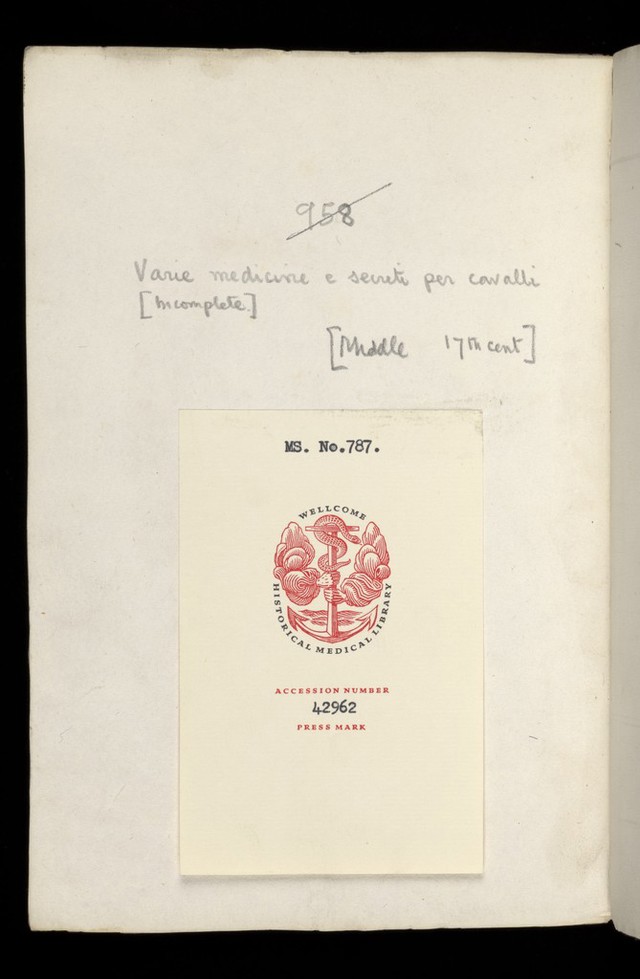 958
Varie medicine e secreti per cavalli
[Incomplete.]
[Middle 17th cent]
MS. No.787.
WELLCOME
HISTORICAL MEDICAL LIBRARY
ACCESSION NUMBER
42962
PRESS MARK